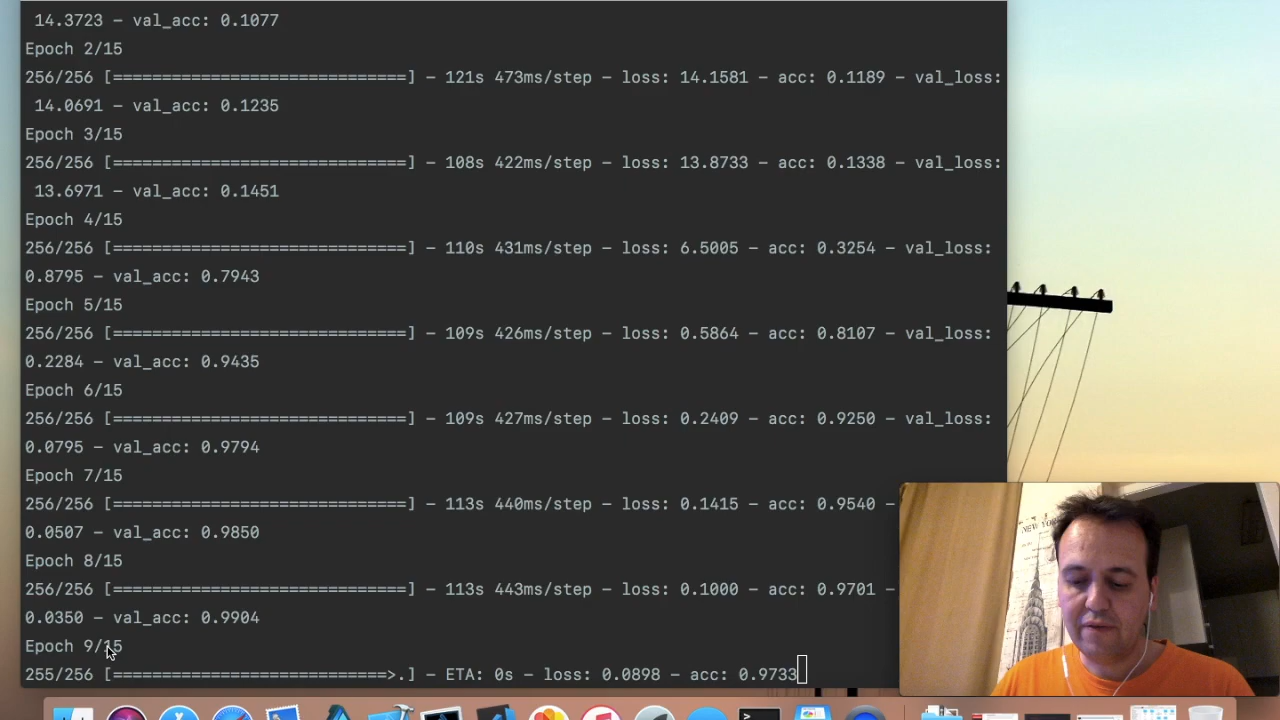 14.3723 - val_acc: 0.1077
Epoch 2/15
256/256 [==============================] - 121s 473ms/step - loss: 14.1581 - acc: 0.1189 - val_loss:
14.0691 - val_acc: 0.1235
Epoch 3/15
256/256 [==============================] - 108s 422ms/step - loss: 13.8733 - acc: 0.1338 - val_loss:
13.6971 - val_acc: 0.1451
Epoch 4/15
256/256 [==============================] - 110s 431ms/step - loss: 6.5005 - acc: 0.3254 - val_loss:
0.8795 - val_acc: 0.7943
Epoch 5/15
256/256 [==============================] - 109s 426ms/step - loss: 0.5864 - acc: 0.8107 - val_loss:
0.2284 - val_acc: 0.9435
Epoch 6/15
256/256 [==============================] - 109s 427ms/step - loss: 0.2409 - acc: 0.9250 - val_loss:
0.0795 - val_acc: 0.9794
Epoch 7/15
256/256 [==============================] - 113s 440ms/step - loss: 0.1415 - acc: 0.9540 -
0.0507 - val_acc: 0.9850
Epoch 8/15
256/256 [==============================] - 113s 443ms/step - loss: 0.1000 - acc: 0.9701 -
0.0350 - val_acc: 0.9904
Epoch 9/15
255/256 [============================>.] - ETA: 0s - loss: 0.0898 - acc: 0.9733
NEW YORK